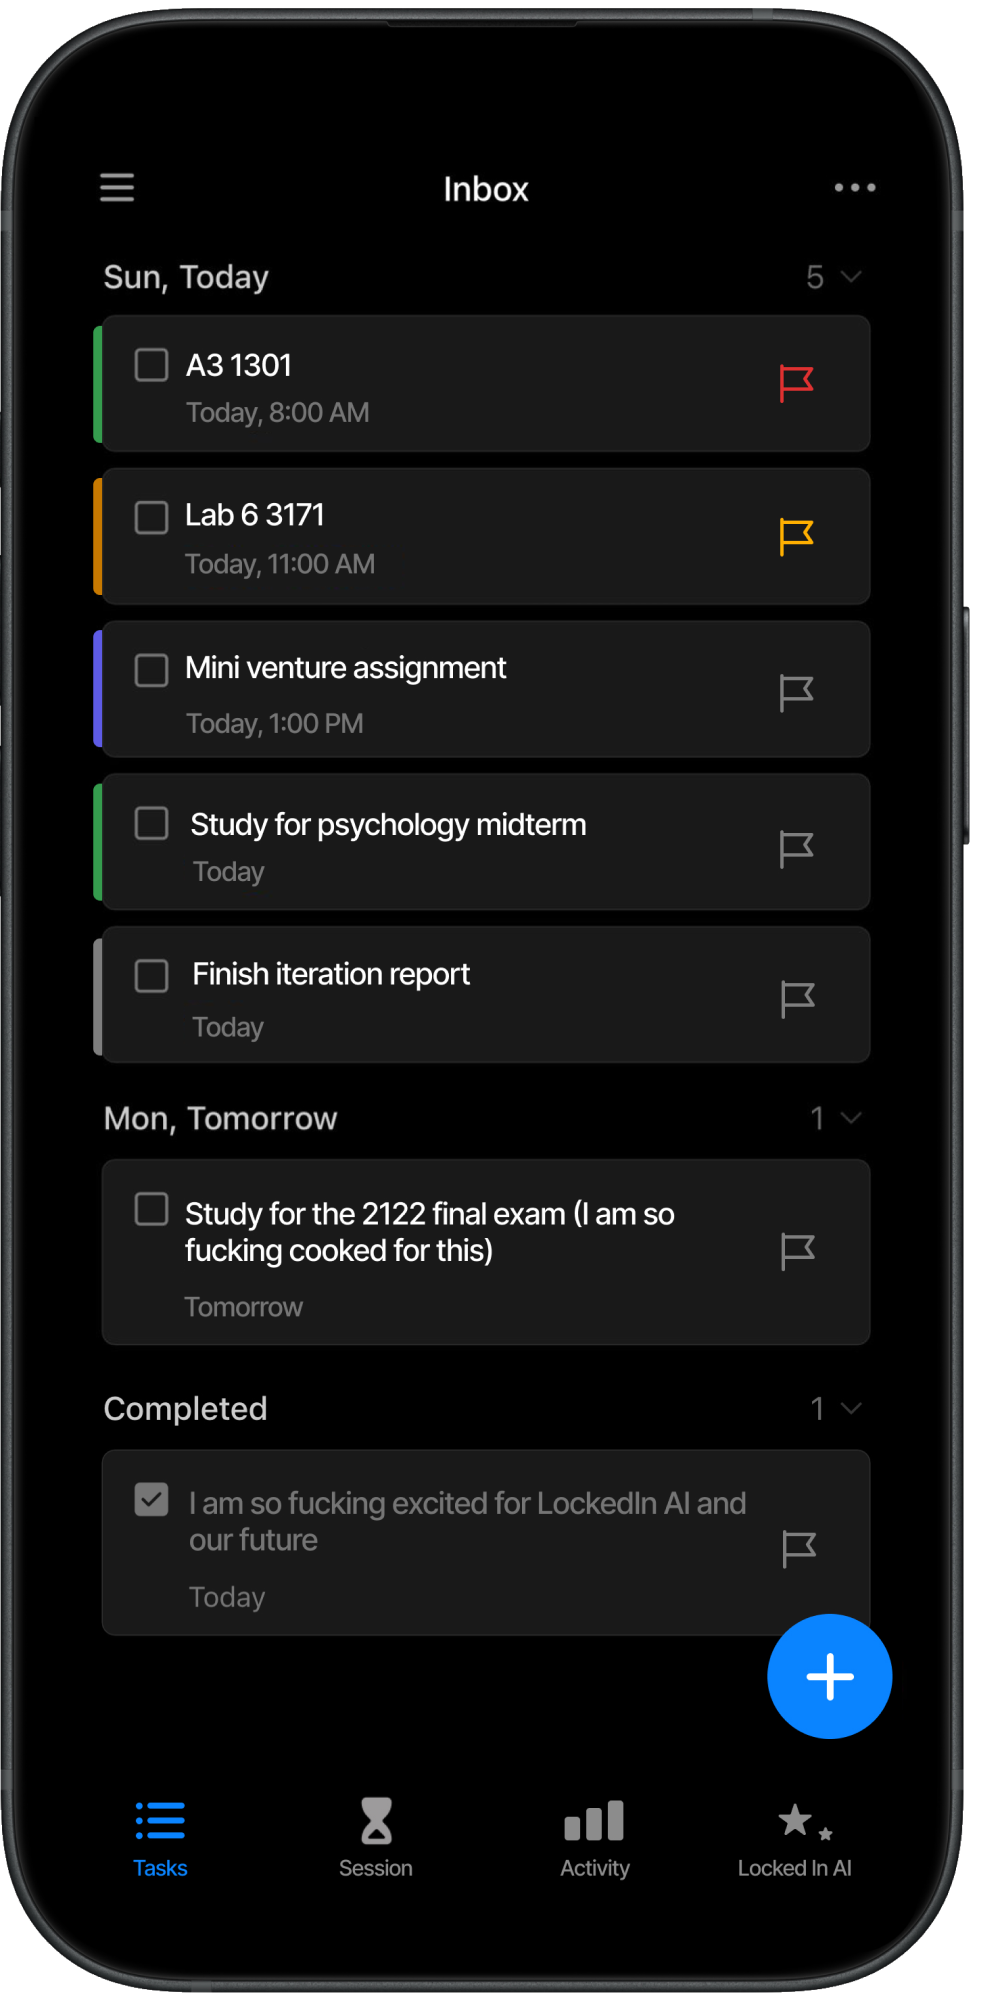 Inbox
Sun, Today 5
A3 1301
Today, 8:00 AM
Lab 6 3171
Today, 11:00 AM
Mini venture assignment
Today, 1:00 PM
Study for psychology midterm
Today
Finish iteration report
Today
Mon, Tomorrow 1
Study for the 2122 final exam (I am so
fucking cooked for this)
Tomorrow
Completed 1
I am so fucking excited for LockedIn AI and
our future
Today
Tasks Session Activity Locked In AI